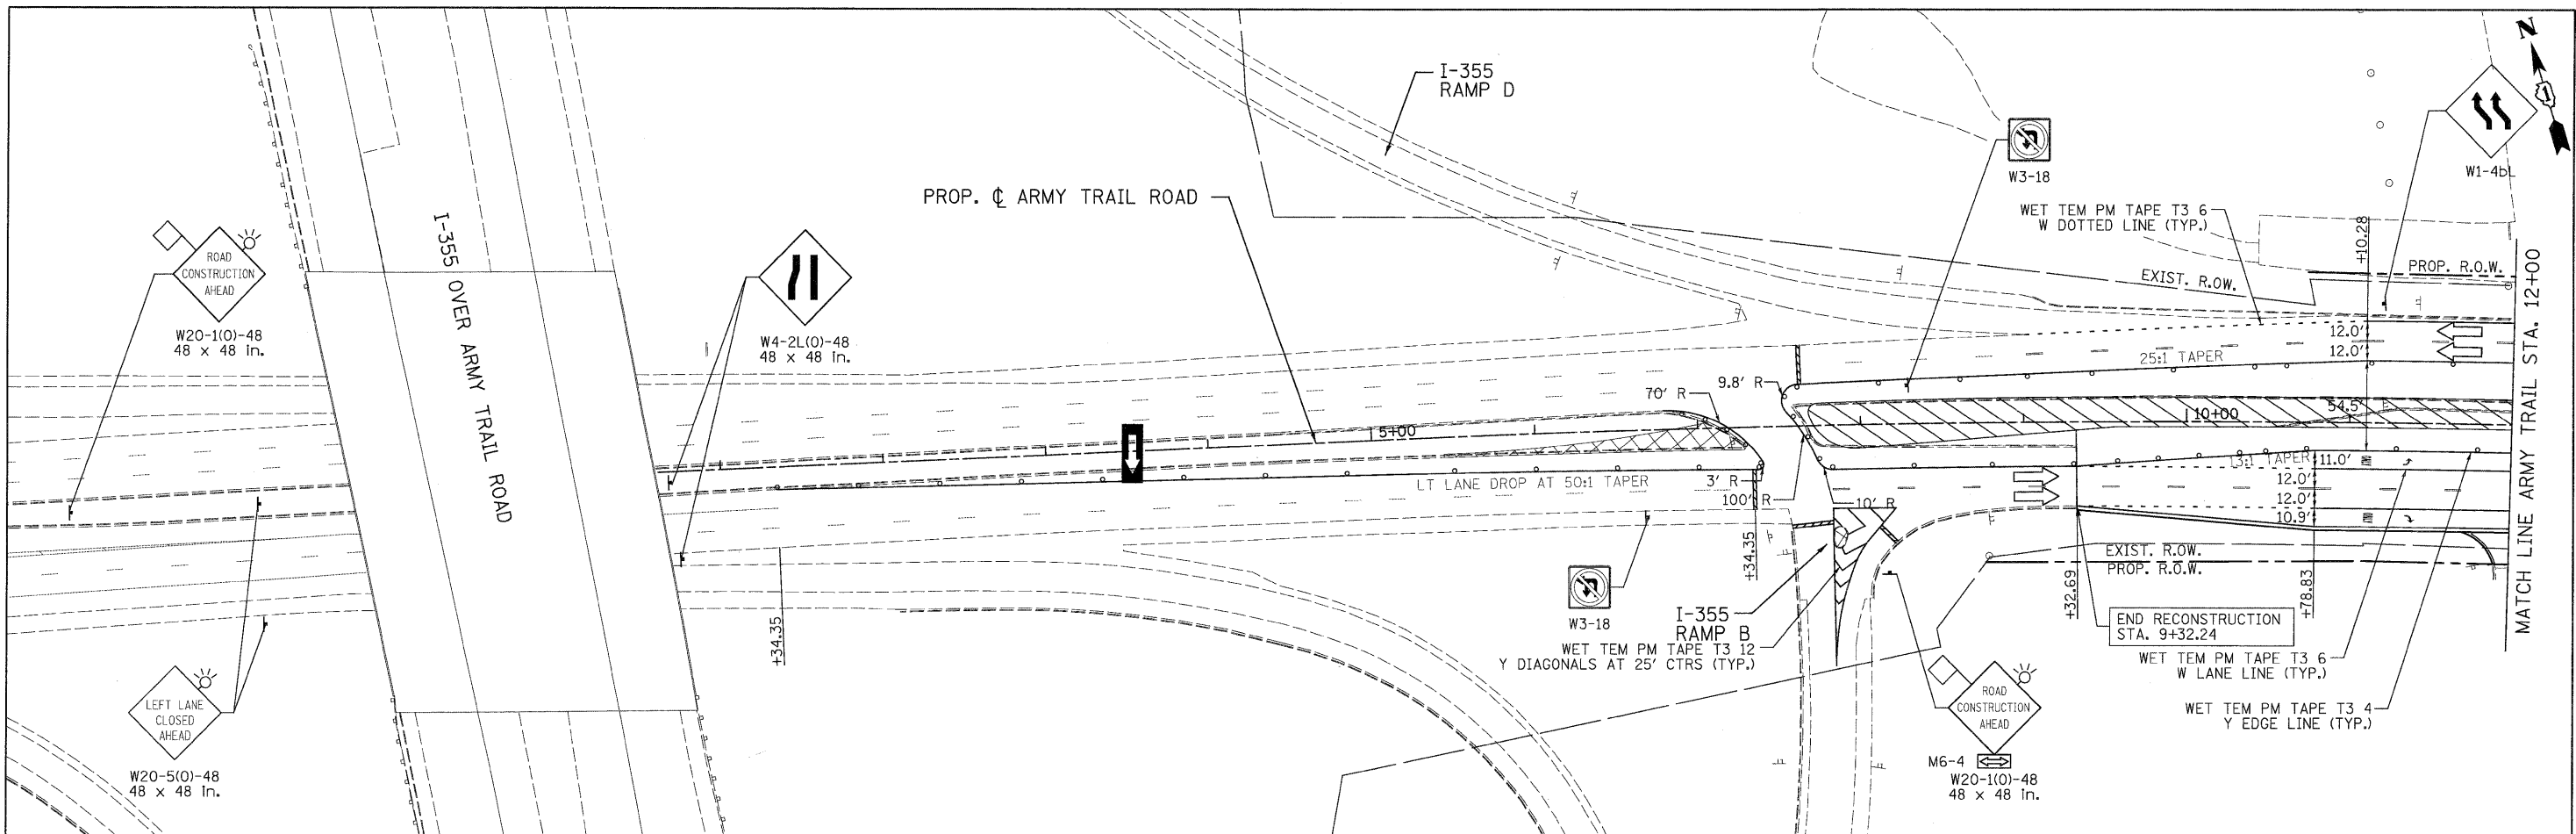 I-355
RAMP D
N
1
W3-18
W1-4bL
PROP. ℄ ARMY TRAIL ROAD
WET TEM PM TAPE T3 6
W DOTTED LINE (TYP.)
+10.28
ROAD
CONSTRUCTION
AHEAD
W20-1(O)-48
48 x 48 in.
I-355 OVER ARMY TRAIL ROAD
W4-2L(O)-48
48 x 48 in.
EXIST. R.OW.
PROP. R.O.W.
12.0'
12.0'
25:1 TAPER
MATCH LINE ARMY TRAIL STA. 12+00
70' R
9.8' R
5+00
10+00
54.5'
LT LANE DROP AT 50:1 TAPER
3' R
100' R
10' R
13:1 TAPER
11.0'
12.0'
12.0'
10.9'
+34.35
+34.35
+32.69
+78.83
EXIST. R.OW.
PROP. R.O.W.
W3-18
I-355
RAMP B
WET TEM PM TAPE T3 12
Y DIAGONALS AT 25' CTRS (TYP.)
END RECONSTRUCTION
STA. 9+32.24
WET TEM PM TAPE T3 6
W LANE LINE (TYP.)
WET TEM PM TAPE T3 4
Y EDGE LINE (TYP.)
LEFT LANE
CLOSED
AHEAD
W20-5(O)-48
48 x 48 in.
ROAD
CONSTRUCTION
AHEAD
M6-4
W20-1(O)-48
48 x 48 in.